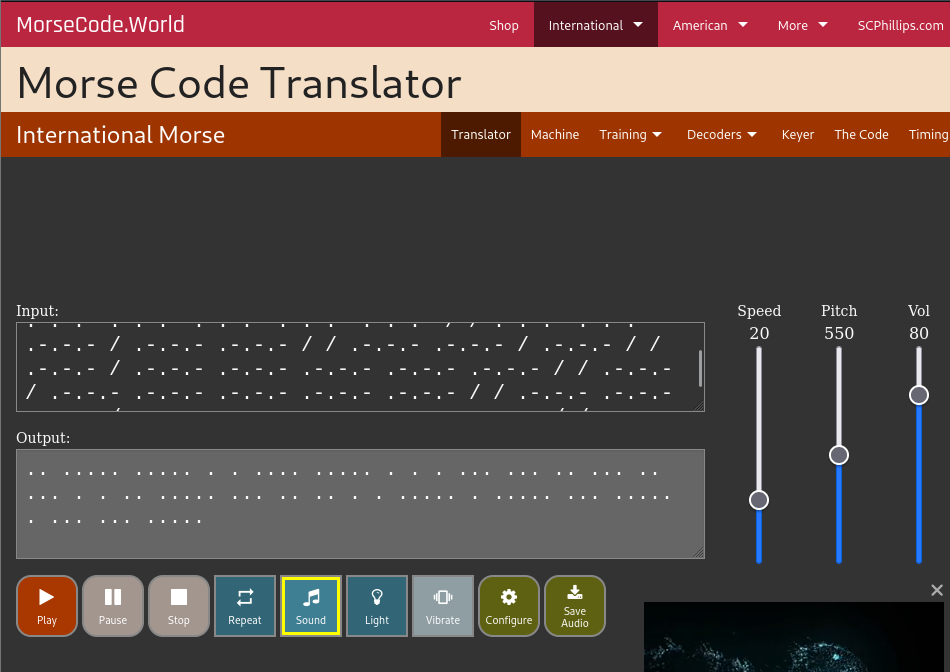 MorseCode.World Shop International American More SCPhillips.com
Morse Code Translator
International Morse Translator Machine Training Decoders Keyer The Code Timing
Input:
.-.-.- / .-.-.- .-.-.- / / .-.-.- .-.-.- / .-.-.- / /
.-.-.- / .-.-.- .-.-.- .-.-.- .-.-.- .-.-.- / / .-.-.-
/ .-.-.- .-.-.- .-.-.- .-.-.- .-.-.- / / .-.-.- .-.-.-
Speed Pitch Vol
20 550 80
Output:
.. ..... ..... . . .... ..... . . . ... ... .. ... ..
... . . .. ..... ... .. .. . . ..... . ..... ... .....
. ... ... .....
Play Pause Stop Repeat Sound Light Vibrate Configure Save Audio